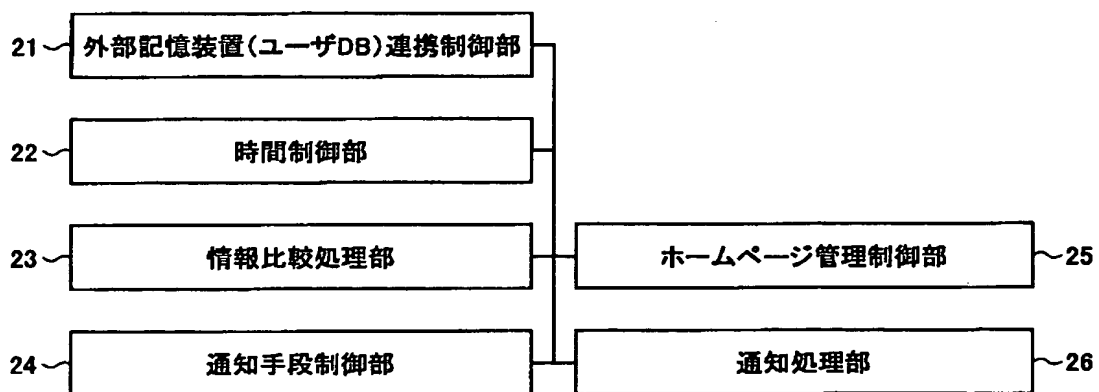 21 外部記憶装置(ユーザDB)連携制御部
22 時間制御部
23 情報比較処理部 ホームページ管理制御部 25
24 通知手段制御部 通知処理部 26